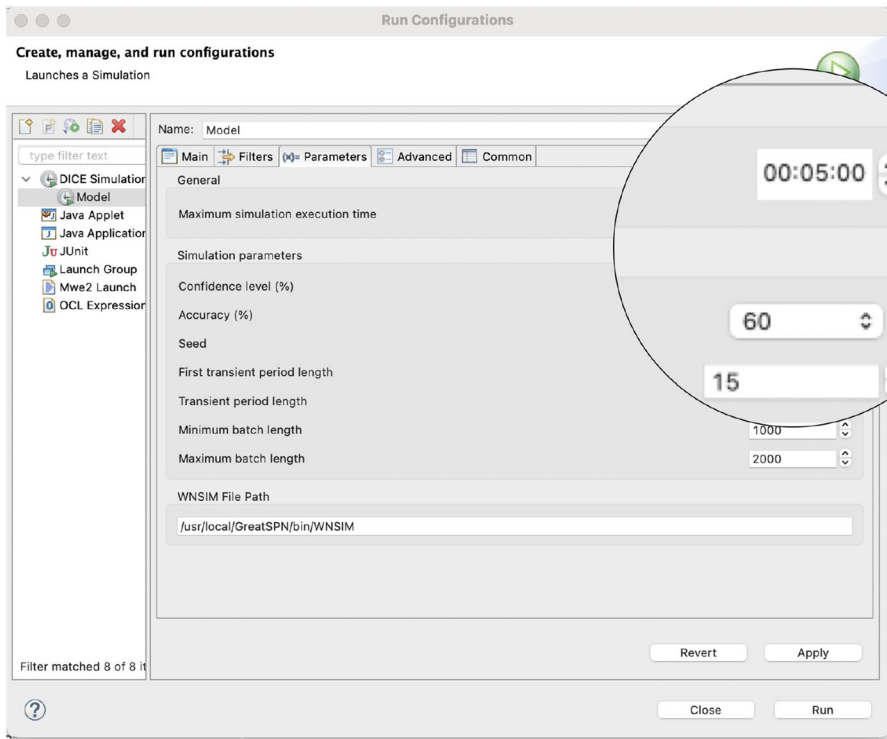 Run Configurations
Create, manage, and run configurations
Launches a Simulation
Name: Model
type filter text
Main Filters (x)= Parameters Advanced Common
DICE Simulation
General
Model
00:05:00
Java Applet
Maximum simulation execution time
Java Application
Ju JUnit
Simulation parameters
Launch Group
Mwe2 Launch
Confidence level (%)
OCL Expression
Accuracy (%)
60
Seed
First transient period length
15
Transient period length
Minimum batch length 1000
Maximum batch length 2000
WNSIM File Path
/usr/local/GreatSPN/bin/WNSIM
Revert Apply
Filter matched 8 of 8 it
? Close Run